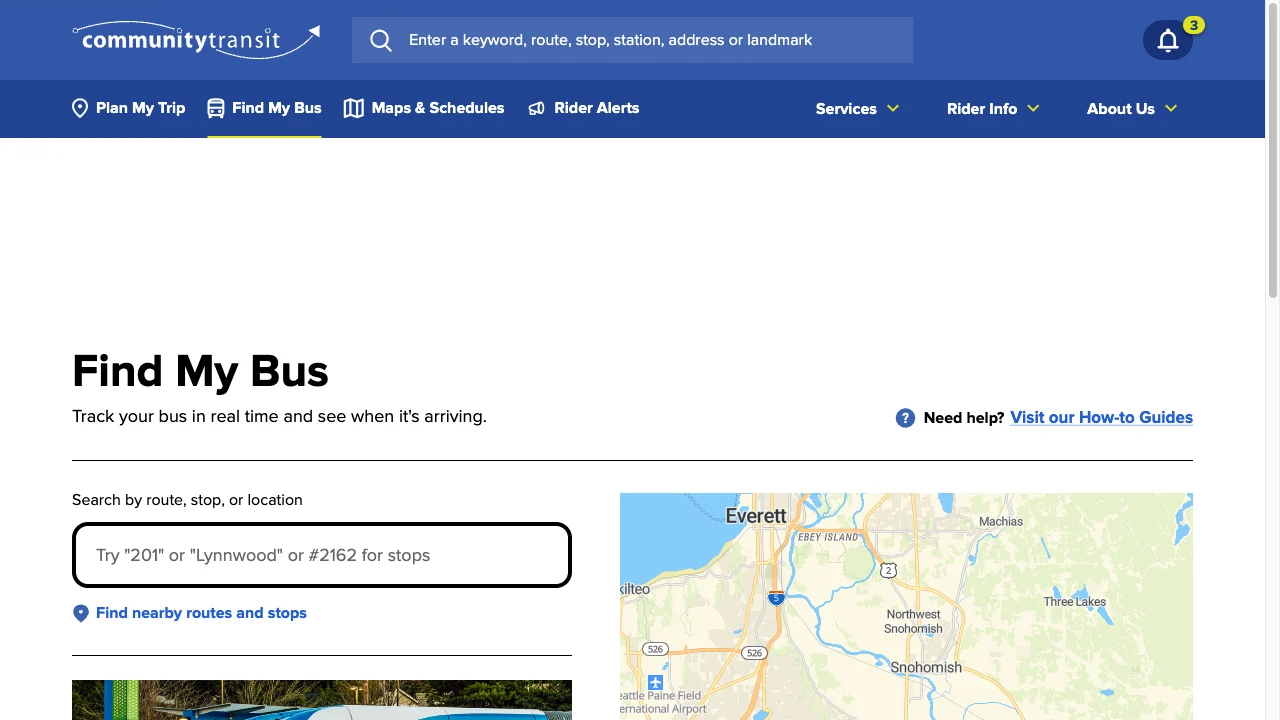 communitytransit
Enter a keyword, route, stop, station, address or landmark
3
Plan My Trip
Find My Bus
Maps & Schedules
Rider Alerts
Services
Rider Info
About Us
Find My Bus
Track your bus in real time and see when it's arriving.
? Need help? Visit our How-to Guides
Search by route, stop, or location
Try "201" or "Lynnwood" or #2162 for stops
Find nearby routes and stops
Everett
Machias
EBEY ISLAND
2
kilteo
5
Three Lakes
Northwest
Snohomish
526
526
Snohomish
eattle Paine Field
ernational Airport